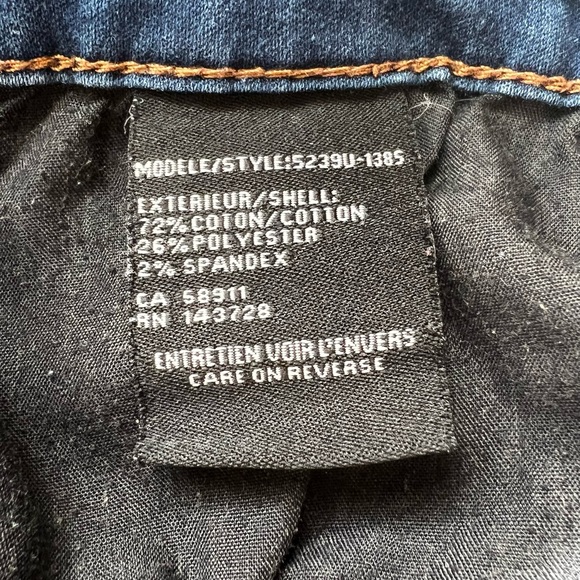 MODELE/STYLE:5239U-1385
EXTERIEUR/SHELL:
72% COTON/COTTON
26% POLYESTER
2% SPANDEX
CA 58911
RN 143728
ENTRETIEN VOIR L'ENVERS
CARE ON REVERSE